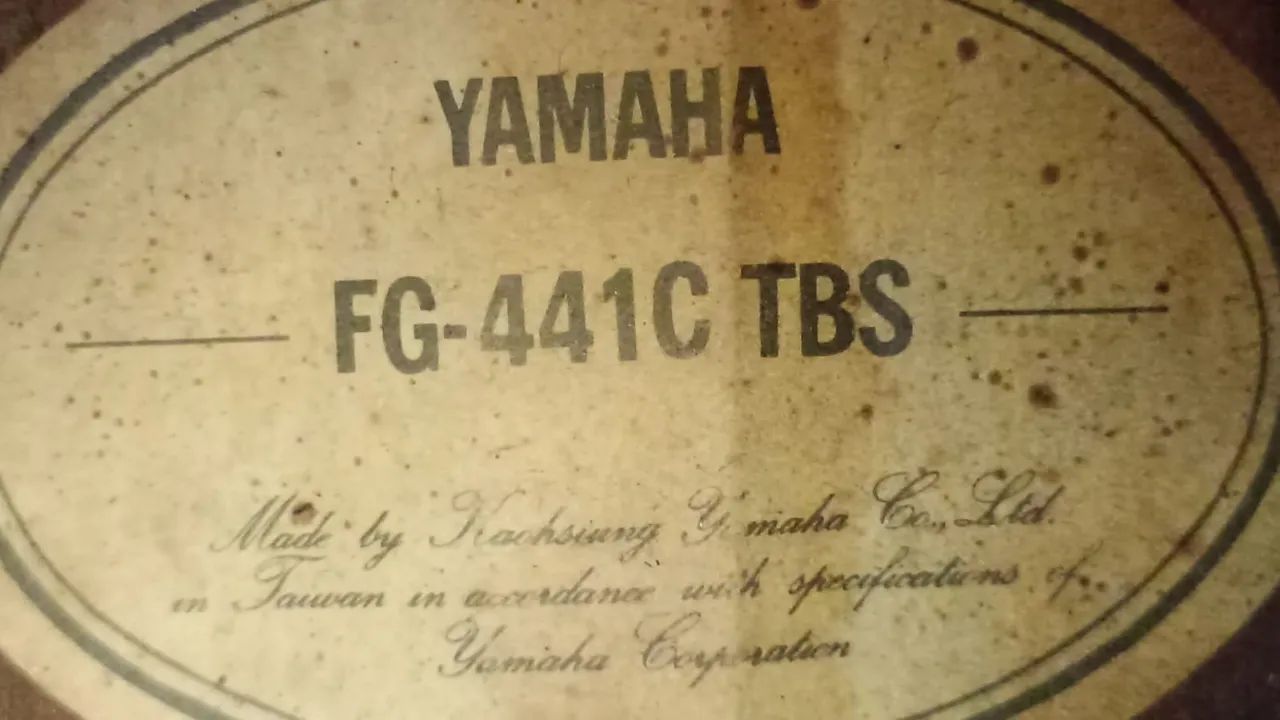 YAMAHA
FG-441C TBS
Made by Kaohsiung Yamaha Co., Ltd.
in Taiwan in accordance with specifications of
Yamaha Corporation